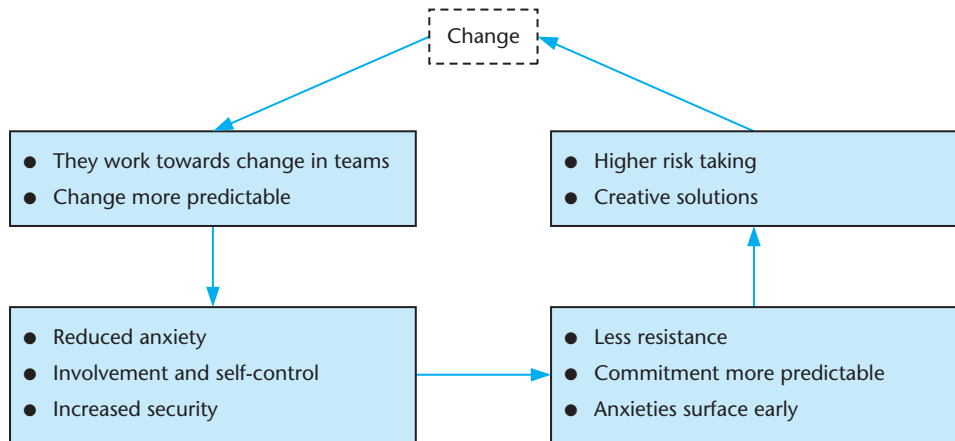 Change
● They work towards change in teams
● Change more predictable
● Higher risk taking
● Creative solutions
● Reduced anxiety
● Involvement and self-control
● Increased security
● Less resistance
● Commitment more predictable
● Anxieties surface early